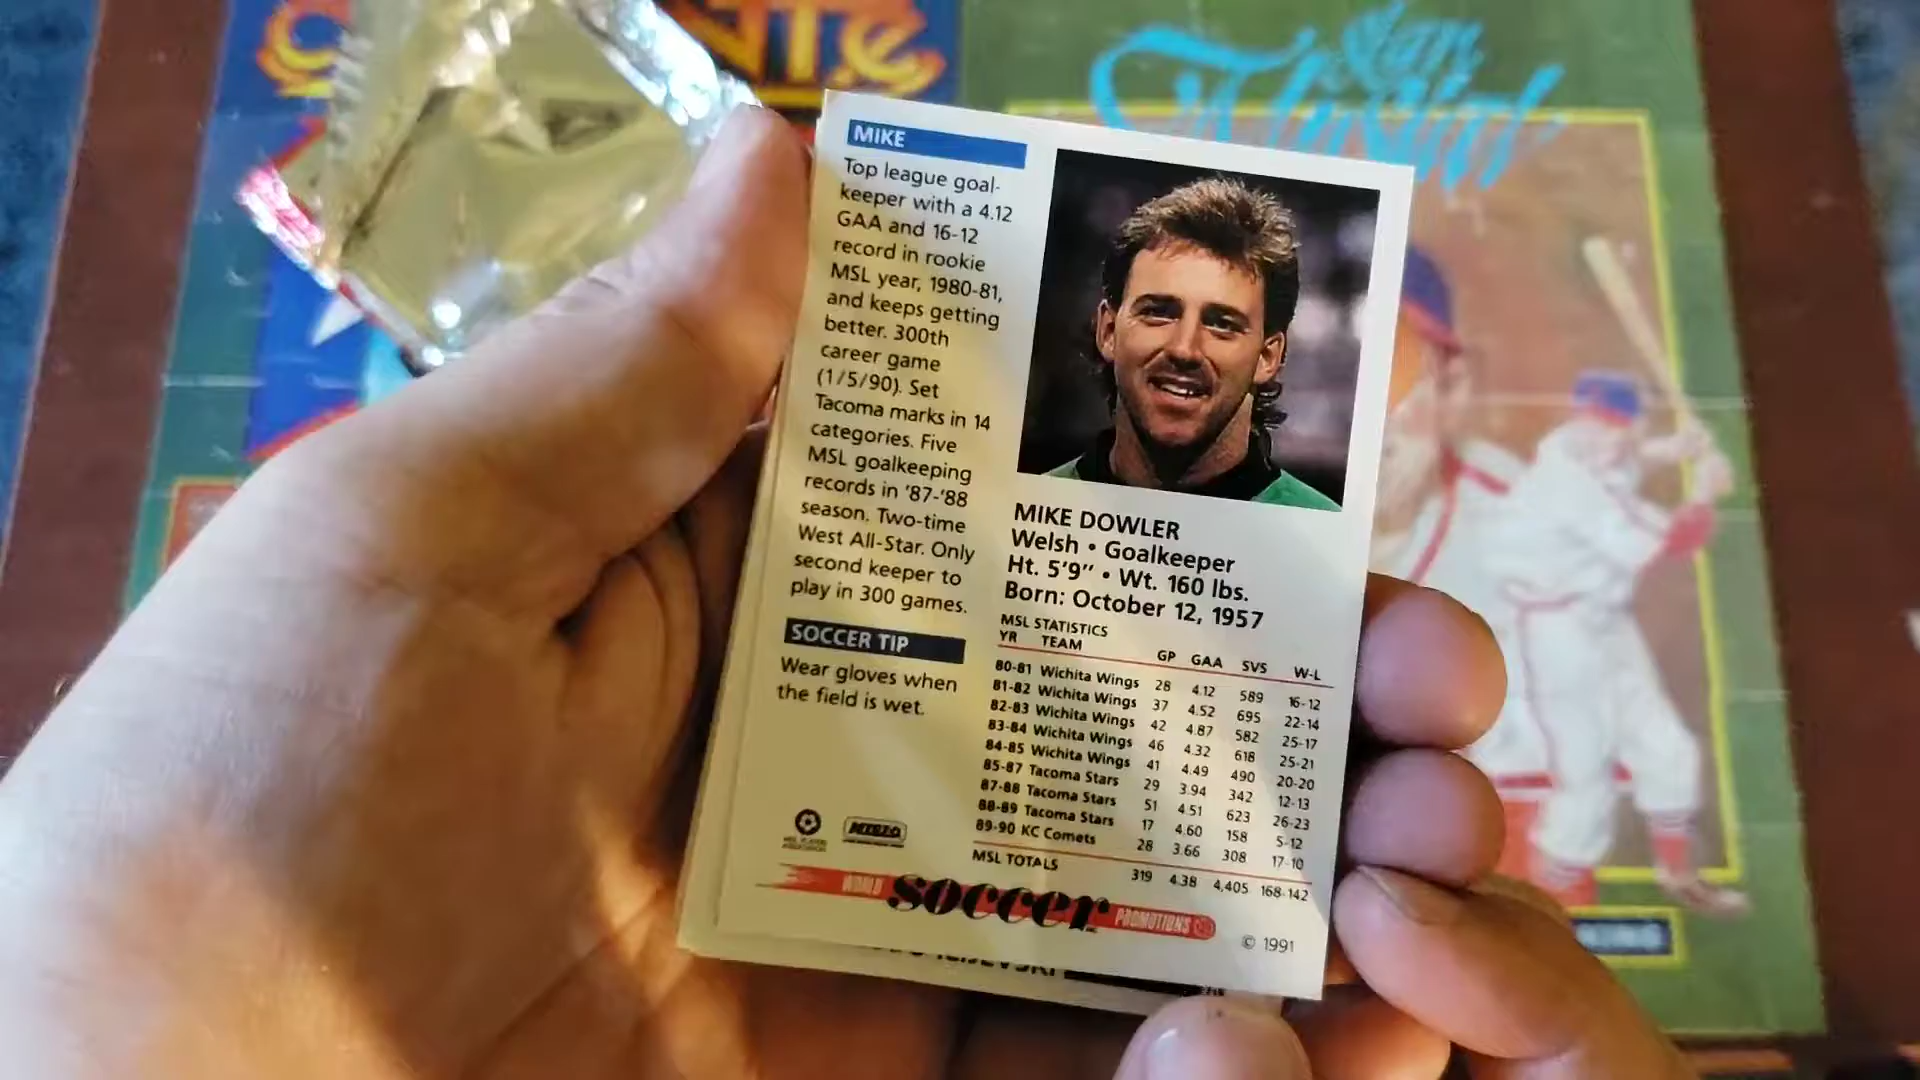 MIKE
Top league goal-
keeper with a 4.12
GAA and 16-12
record in rookie
MSL year, 1980-81,
and keeps getting
better. 300th
career game
(1/5/90). Set
Tacoma marks in 14
categories. Five
MSL goalkeeping
records in '87-'88
season. Two-time
West All-Star. Only
second keeper to
play in 300 games.
SOCCER TIP
Wear gloves when
the field is wet.
MIKE DOWLER
Welsh • Goalkeeper
Ht. 5'9" • Wt. 160 lbs.
Born: October 12, 1957
MSL STATISTICS
YR TEAM GP GAA SVS W-L
80-81 Wichita Wings 28 4.12 589 16-12
81-82 Wichita Wings 37 4.52 695 22-14
82-83 Wichita Wings 42 4.87 582 25-17
83-84 Wichita Wings 46 4.32 618 25-21
84-85 Wichita Wings 41 4.49 490 20-20
85-87 Tacoma Stars 29 3.94 342 12-13
87-88 Tacoma Stars 51 4.51 623 26-23
88-89 Tacoma Stars 17 4.60 158 5-12
89-90 KC Comets 28 3.66 308 17-10
MSL TOTALS 319 4.38 4,405 168-142
WORLD soccer PROMOTIONS
© 1991
Stan
Musial